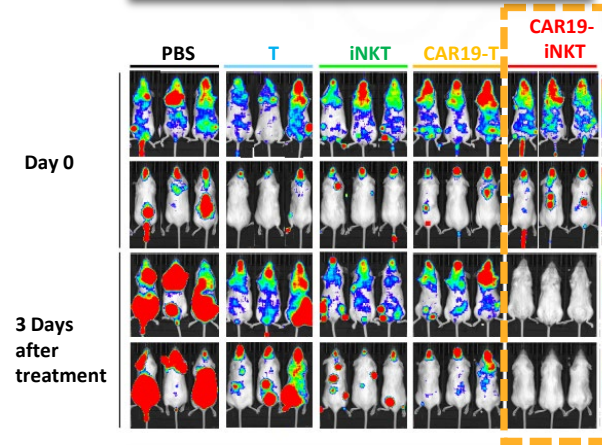 CAR19-
iNKT
PBS
T
iNKT
CAR19-T
Day 0
3 Days
after
treatment